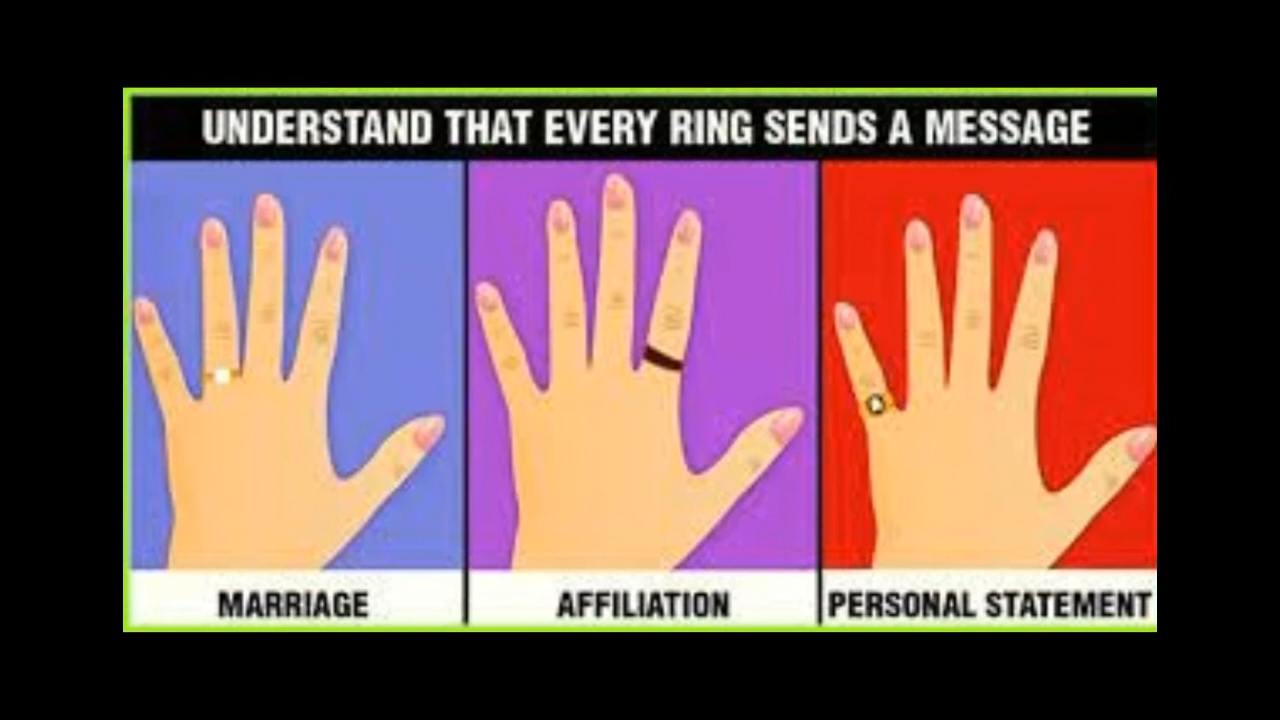 UNDERSTAND THAT EVERY RING SENDS A MESSAGE
MARRIAGE
AFFILIATION
PERSONAL STATEMENT